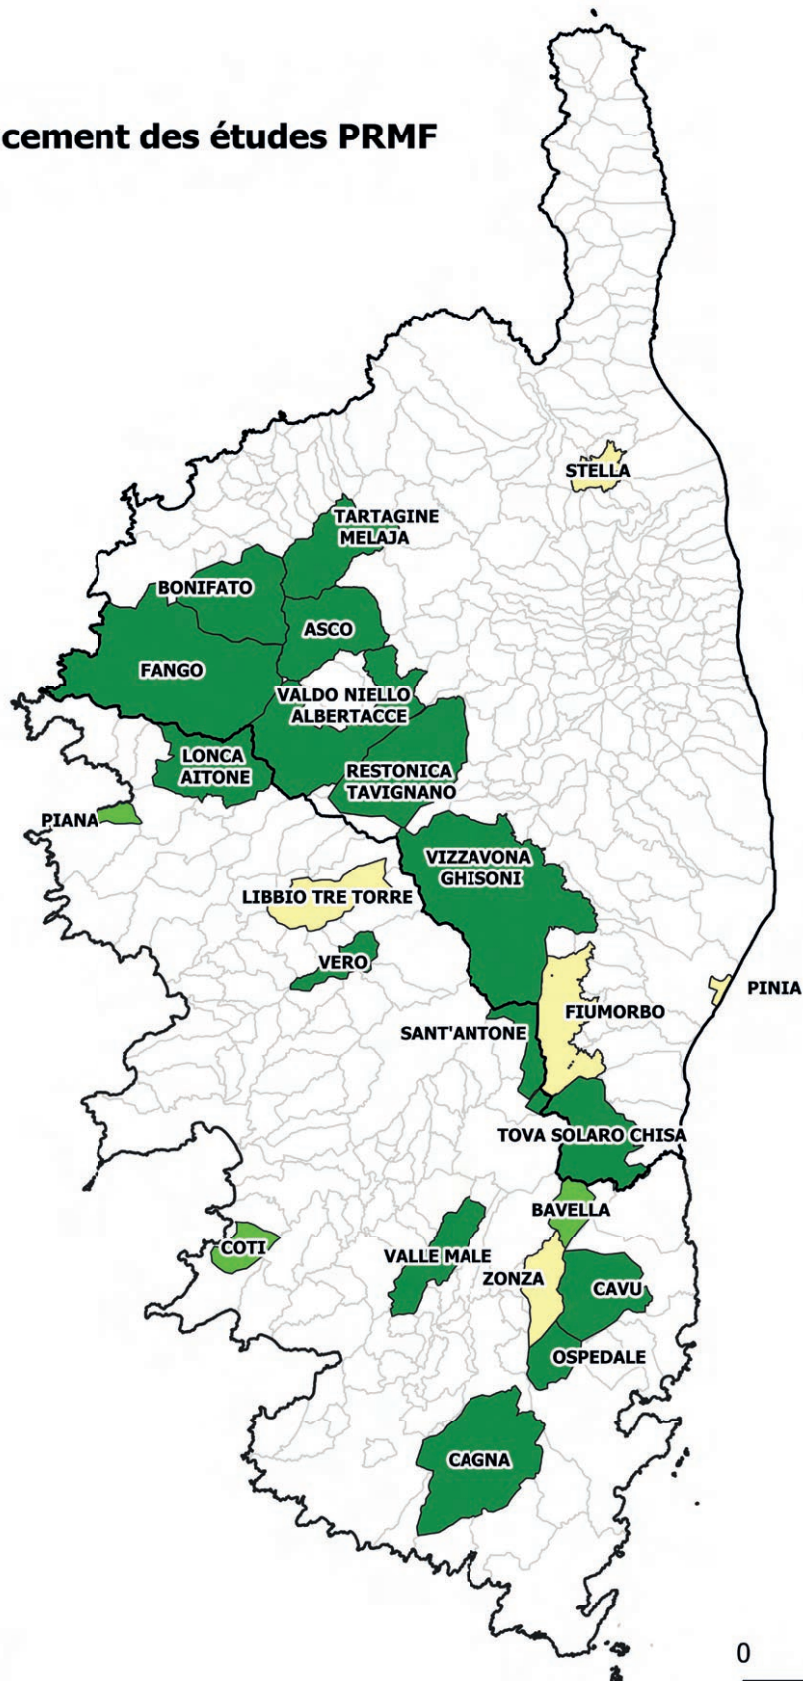 cement des études PRMF
STELLA
TARTAGINE
MELAJA
BONIFATO
ASCO
FANGO
VALDO NIELLO
ALBERTACCE
LONCA
AITONE
RESTONICA
TAVIGNANO
PIANA
VIZZAVONA
GHISONI
LIBBIO TRE TORRE
VERO
PINIA
FIUMORBO
SANT'ANTONE
TOVA SOLARO CHISA
BAVELLA
COTI
VALLE MALE
ZONZA
CAVU
OSPEDALE
CAGNA
0